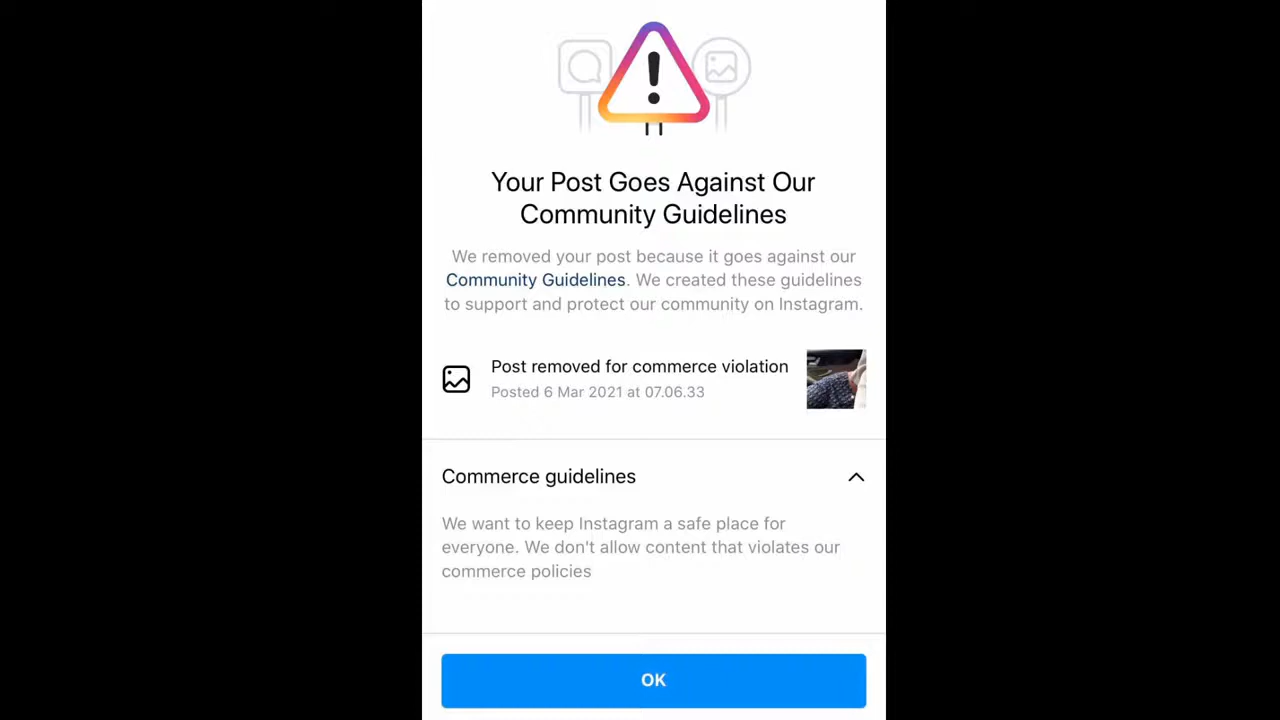 Your Post Goes Against Our
Community Guidelines
We removed your post because it goes against our
Community Guidelines. We created these guidelines
to support and protect our community on Instagram.
Post removed for commerce violation
Posted 6 Mar 2021 at 07.06.33
Commerce guidelines
We want to keep Instagram a safe place for
everyone. We don't allow content that violates our
commerce policies
OK